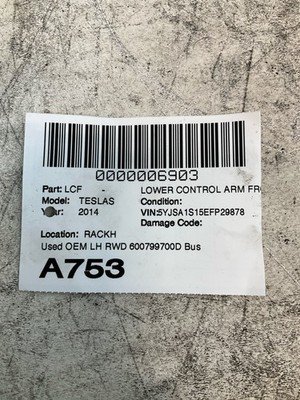 0000006903
Part: LCF - LOWER CONTROL ARM FR
Model: TESLAS Condition:
Year: 2014 VIN:5YJSA1S15EFP29878
Damage Code:
Location: RACKH
Used OEM LH RWD 600799700D Bus
A753